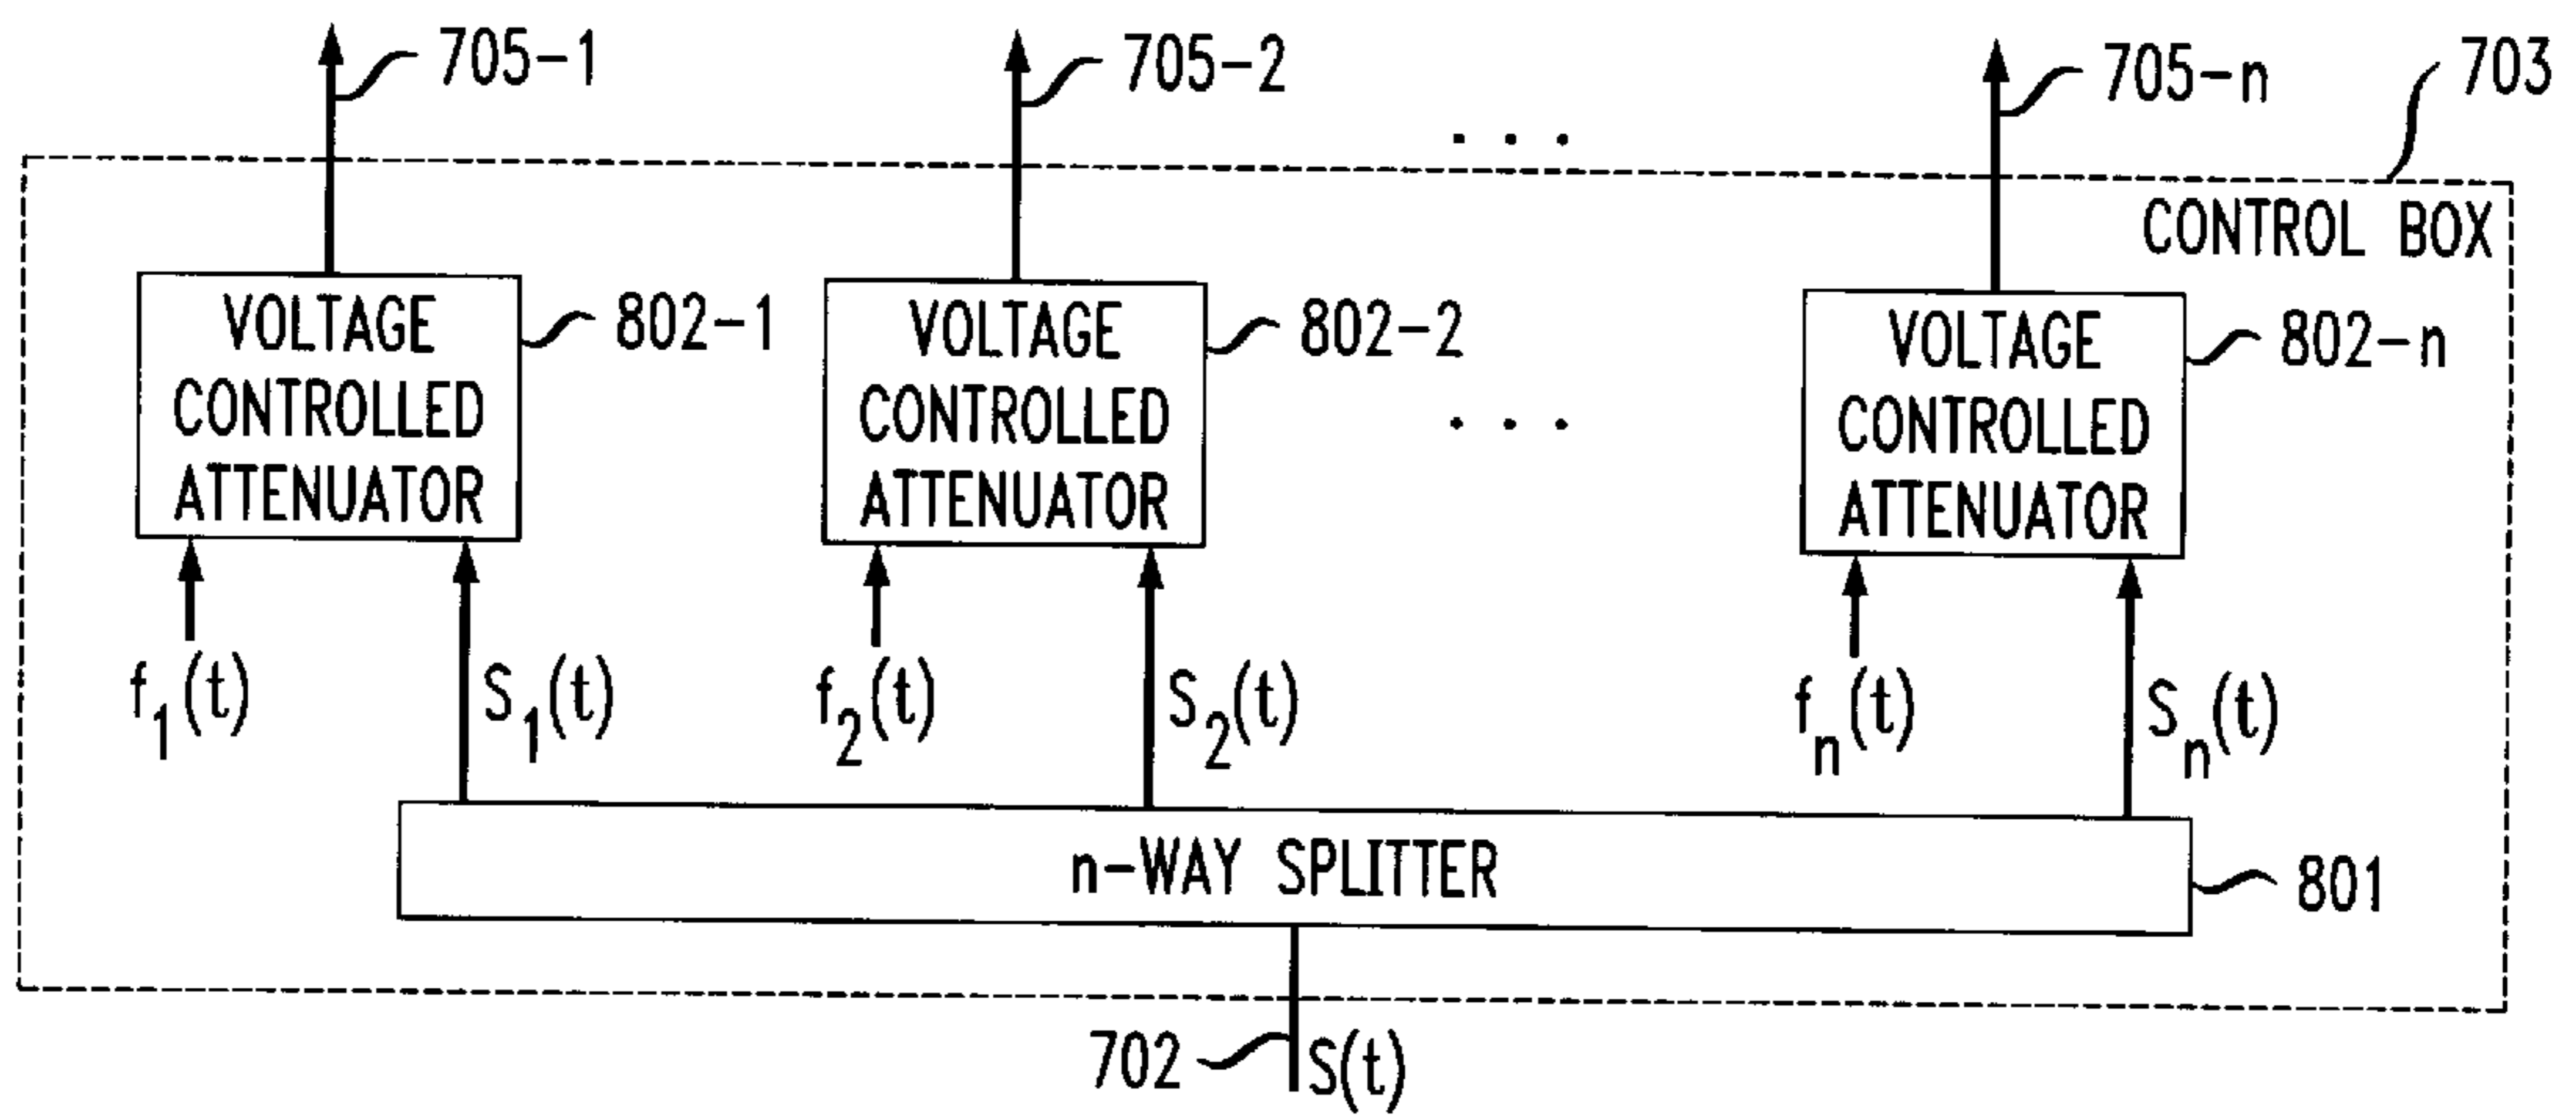 705-1
705-2
705-n
703
. . .
CONTROL BOX
VOLTAGE
CONTROLLED
ATTENUATOR
802-1
VOLTAGE
CONTROLLED
ATTENUATOR
802-2
. . .
VOLTAGE
CONTROLLED
ATTENUATOR
802-n
f₁(t)
S₁(t)
f₂(t)
S₂(t)
fₙ(t)
Sₙ(t)
n-WAY SPLITTER
801
702
S(t)